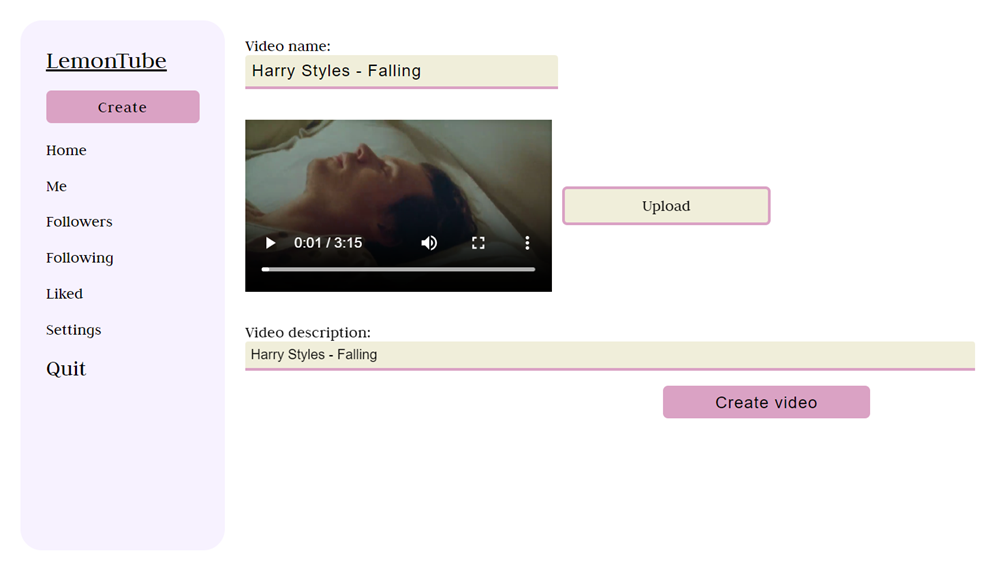 LemonTube
Create
Home
Me
Followers
Following
Liked
Settings
Quit
Video name:
Harry Styles - Falling
0:01 / 3:15
Upload
Video description:
Harry Styles - Falling
Create video